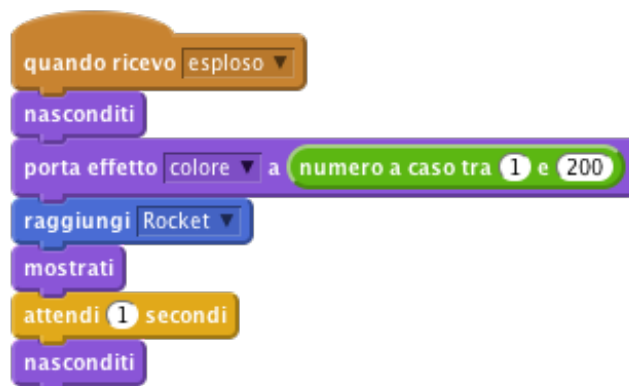 quando ricevo esploso
nasconditi
porta effetto colore a numero a caso tra 1 e 200
raggiungi Rocket
mostrati
attendi 1 secondi
nasconditi